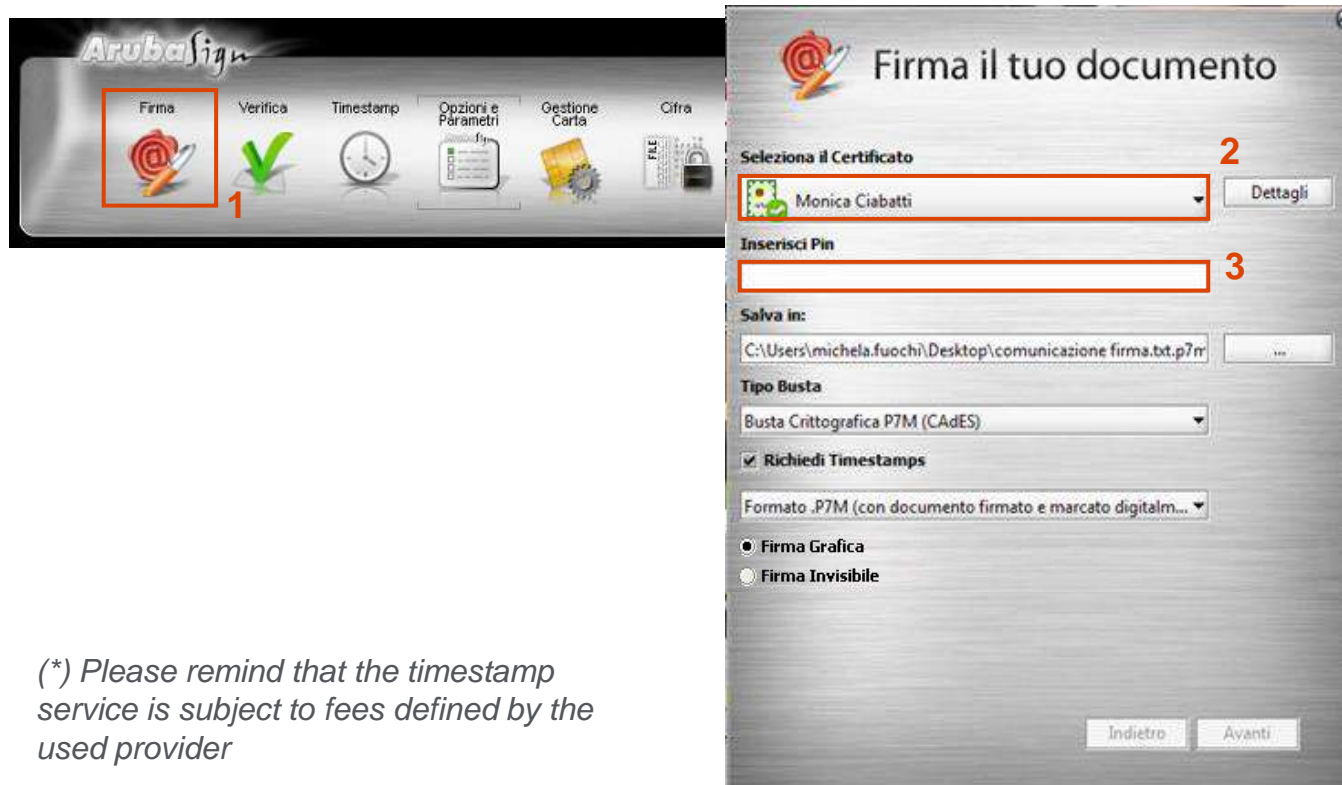 ArubaSign
Firma
Verifica
Timestamp
Opzioni e
Parametri
Gestione
Carta
Cifra
FILE
1
Firma il tuo documento
Seleziona il Certificato
2
Monica Ciabatti
Dettagli
Inserisci Pin
3
Salva in:
C:\Users\michela.fuochi\Desktop\comunicazione firma.txt.p7m
...
Tipo Busta
Busta Crittografica P7M (CAdES)
Richiedi Timestamps
Formato .P7M (con documento firmato e marcato digitalm...
Firma Grafica
Firma Invisibile
Indietro
Avanti
(*) Please remind that the timestamp
service is subject to fees defined by the
used provider